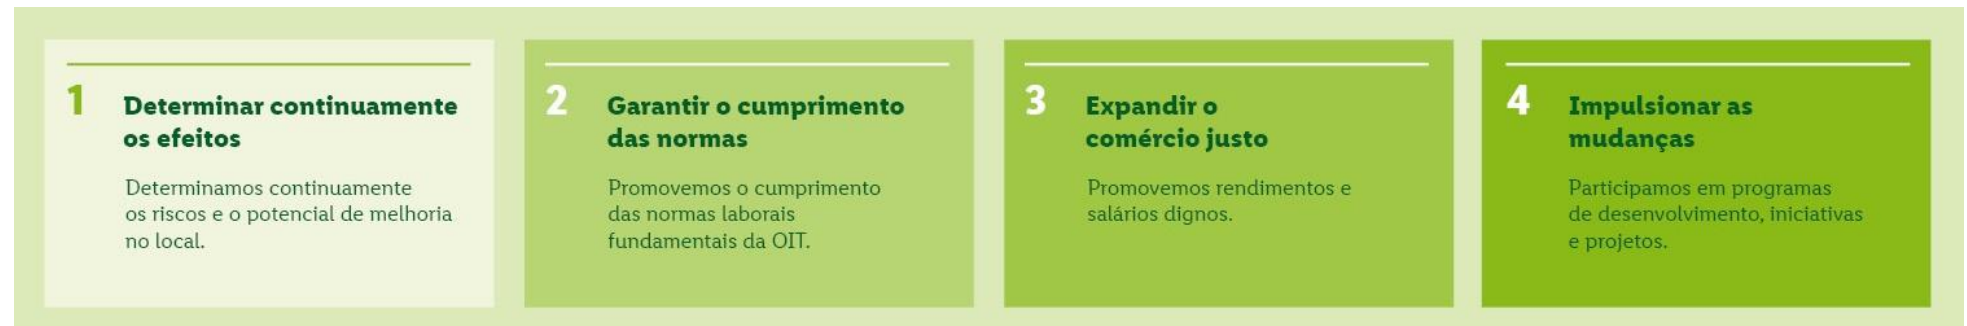 1
Determinar continuamente
os efeitos
Determinamos continuamente
os riscos e o potencial de melhoria
no local.
2
Garantir o cumprimento
das normas
Promovemos o cumprimento
das normas laborais
fundamentais da OIT.
3
Expandir o
comércio justo
Promovemos rendimentos e
salários dignos.
4
Impulsionar as
mudanças
Participamos em programas
de desenvolvimento, iniciativas
e projetos.